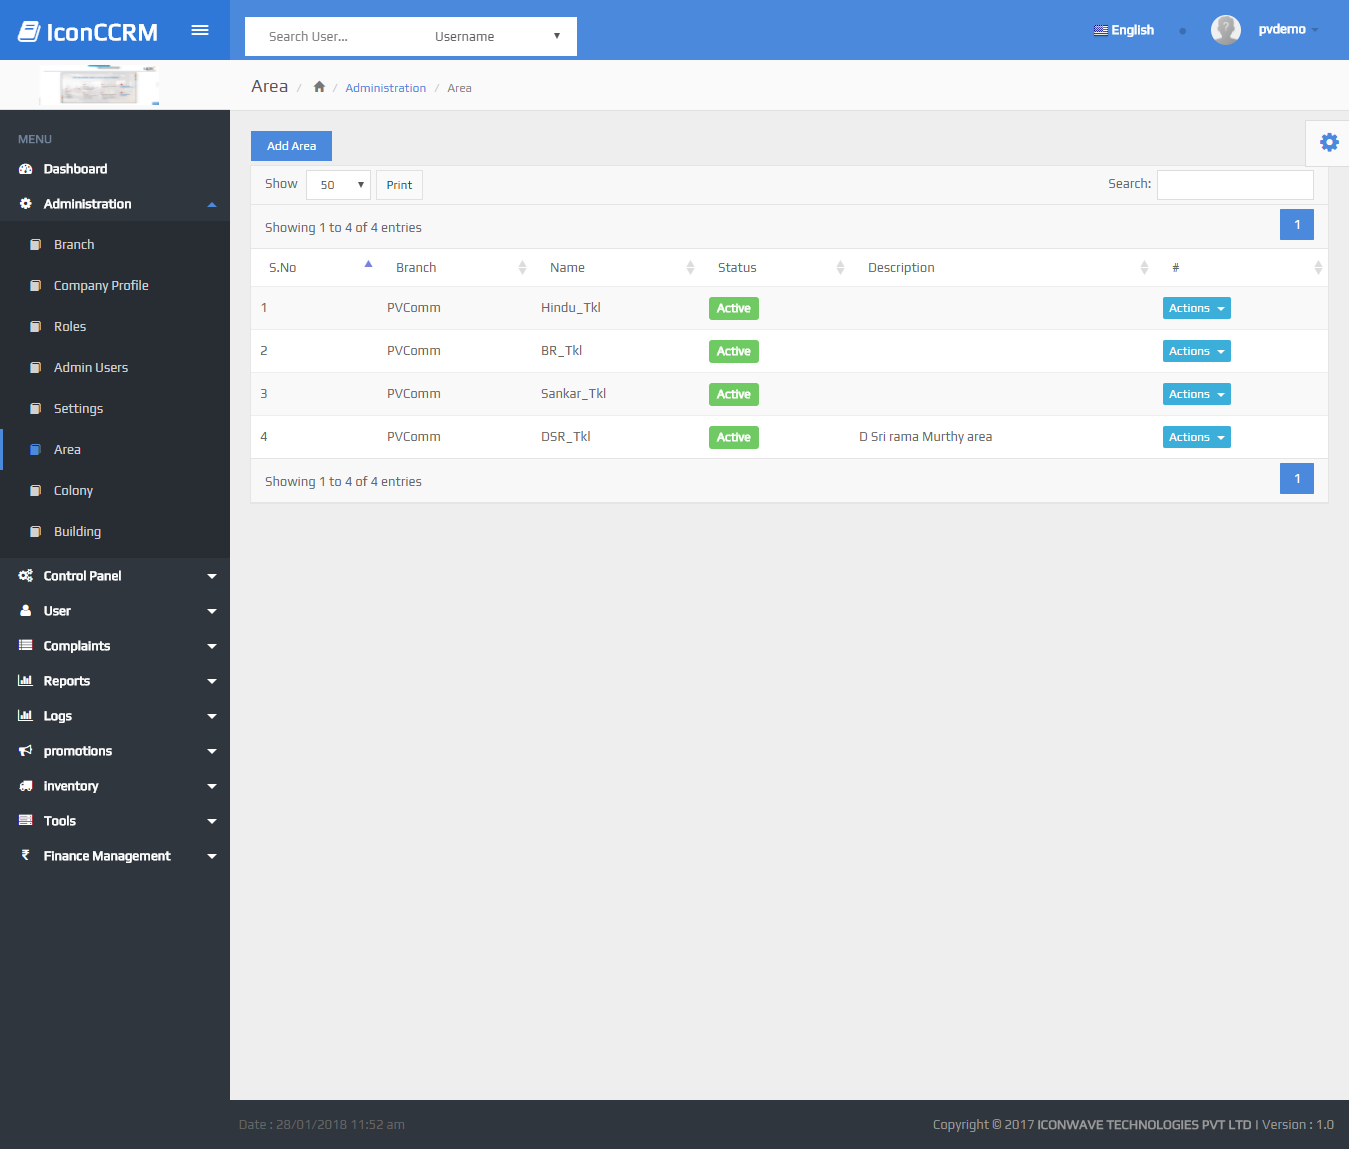 IconCCRM
Search User...
Username
English
pvdemo
Area / / Administration / Area
MENU
Dashboard
Administration
Branch
Company Profile
Roles
Admin Users
Settings
Area
Colony
Building
Control Panel
User
Complaints
Reports
Logs
promotions
Inventory
Tools
Finance Management
Add Area
Show 50 Print Search:
Showing 1 to 4 of 4 entries 1
S.No Branch Name Status Description #
1 PVComm Hindu_Tkl Active Actions
2 PVComm BR_Tkl Active Actions
3 PVComm Sankar_Tkl Active Actions
4 PVComm DSR_Tkl Active D Sri rama Murthy area Actions
Showing 1 to 4 of 4 entries 1
Date : 28/01/2018 11:52 am
Copyright © 2017 ICONWAVE TECHNOLOGIES PVT LTD | Version : 1.0